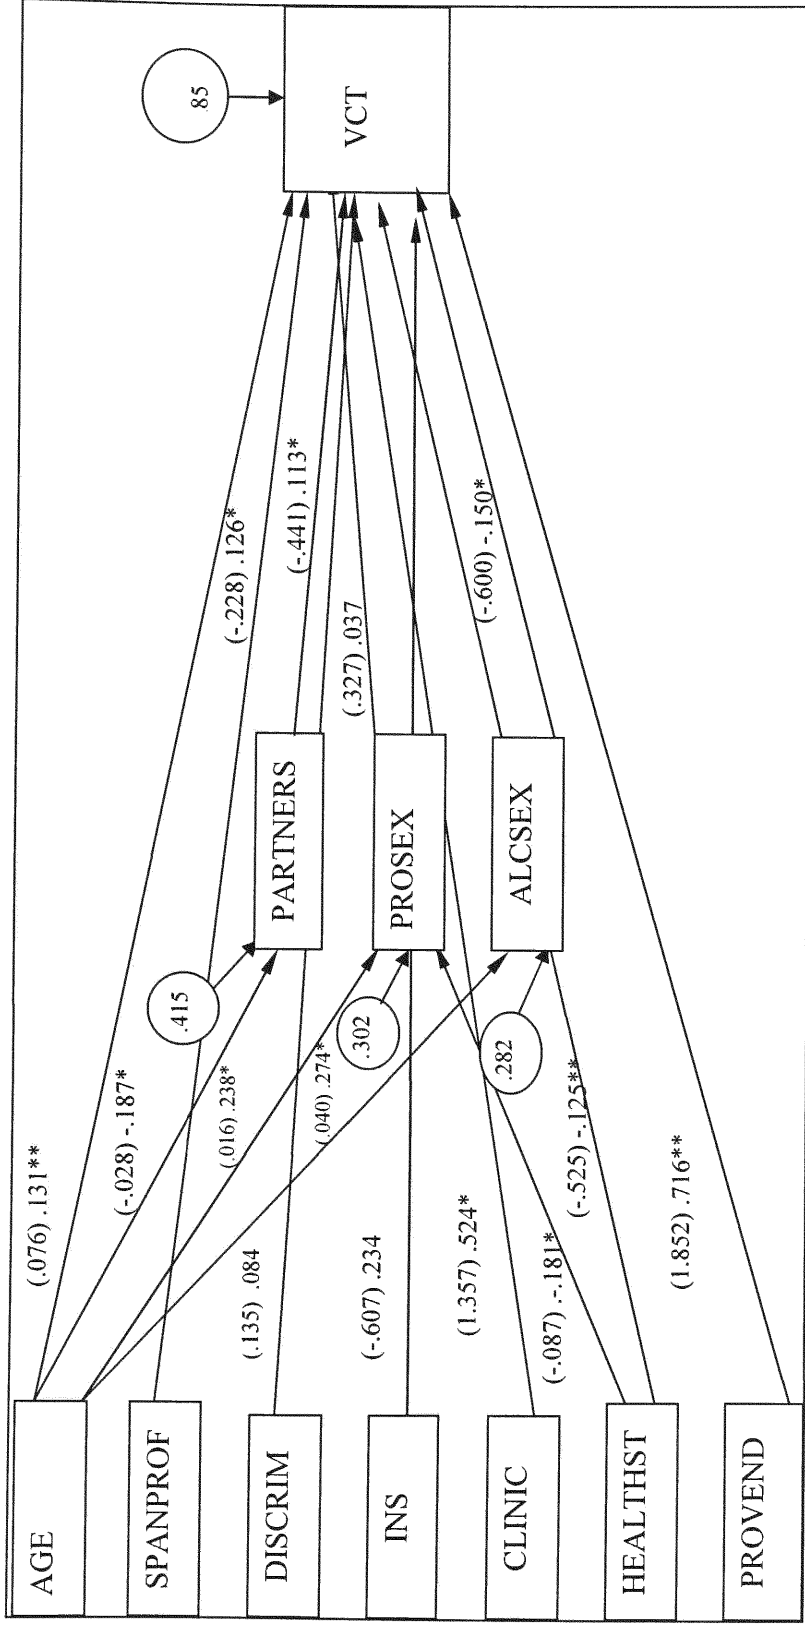 AGE
SPANPROF
DISCRIM
INS
CLINIC
HEALTHST
PROVEND
(.076) .131**
(-.028) -.187*
(.016) .238*
(.040) .274*
(.135) .084
(-.607) .234
(1.357) .524*
(-.087) .-.181*
(-.525) -.125**
(1.852) .716**
.415
.302
.282
PARTNERS
PROSEX
ALCSEX
(-.228) .126*
(-.441) .113*
(.327) .037
(-.600) -.150*
.85
VCT